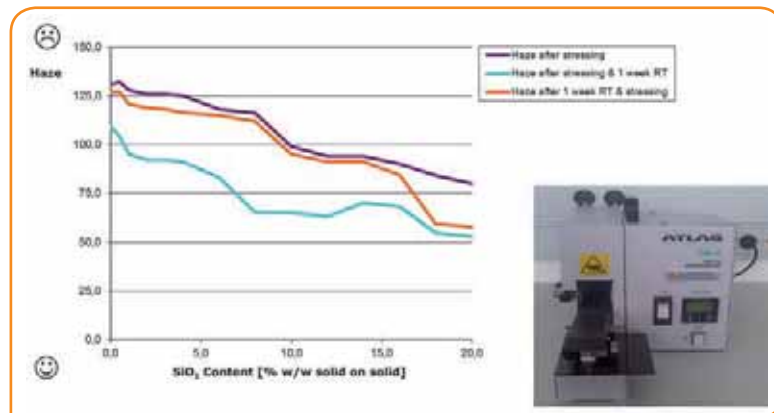 Haze
150,0
125,0
100,0
75,0
50,0
25,0
0,0
0,0
5,0
10,0
15,0
20,0
SiO₂ Content [% w/w solid on solid]
Haze after stressing
Haze after stressing & 1 week RT
Haze after 1 week RT & stressing
ATLAS